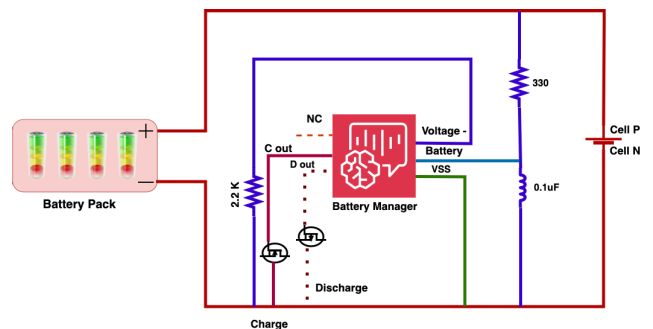 +
—
Battery Pack
2.2 K
NC
C out
D out
Voltage -
Battery
VSS
Battery Manager
330
0.1uF
Cell P
Cell N
Discharge
Charge